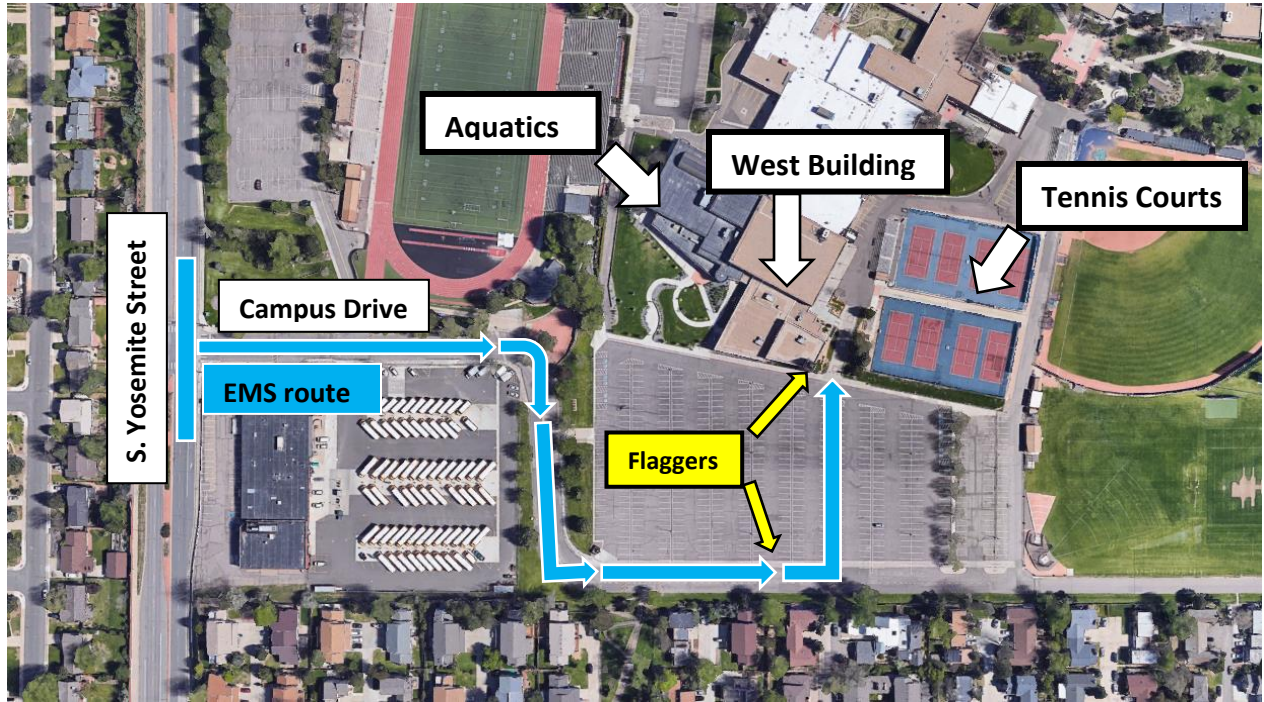 Aquatics
West Building
Tennis Courts
S. Yosemite Street
Campus Drive
EMS route
Flaggers